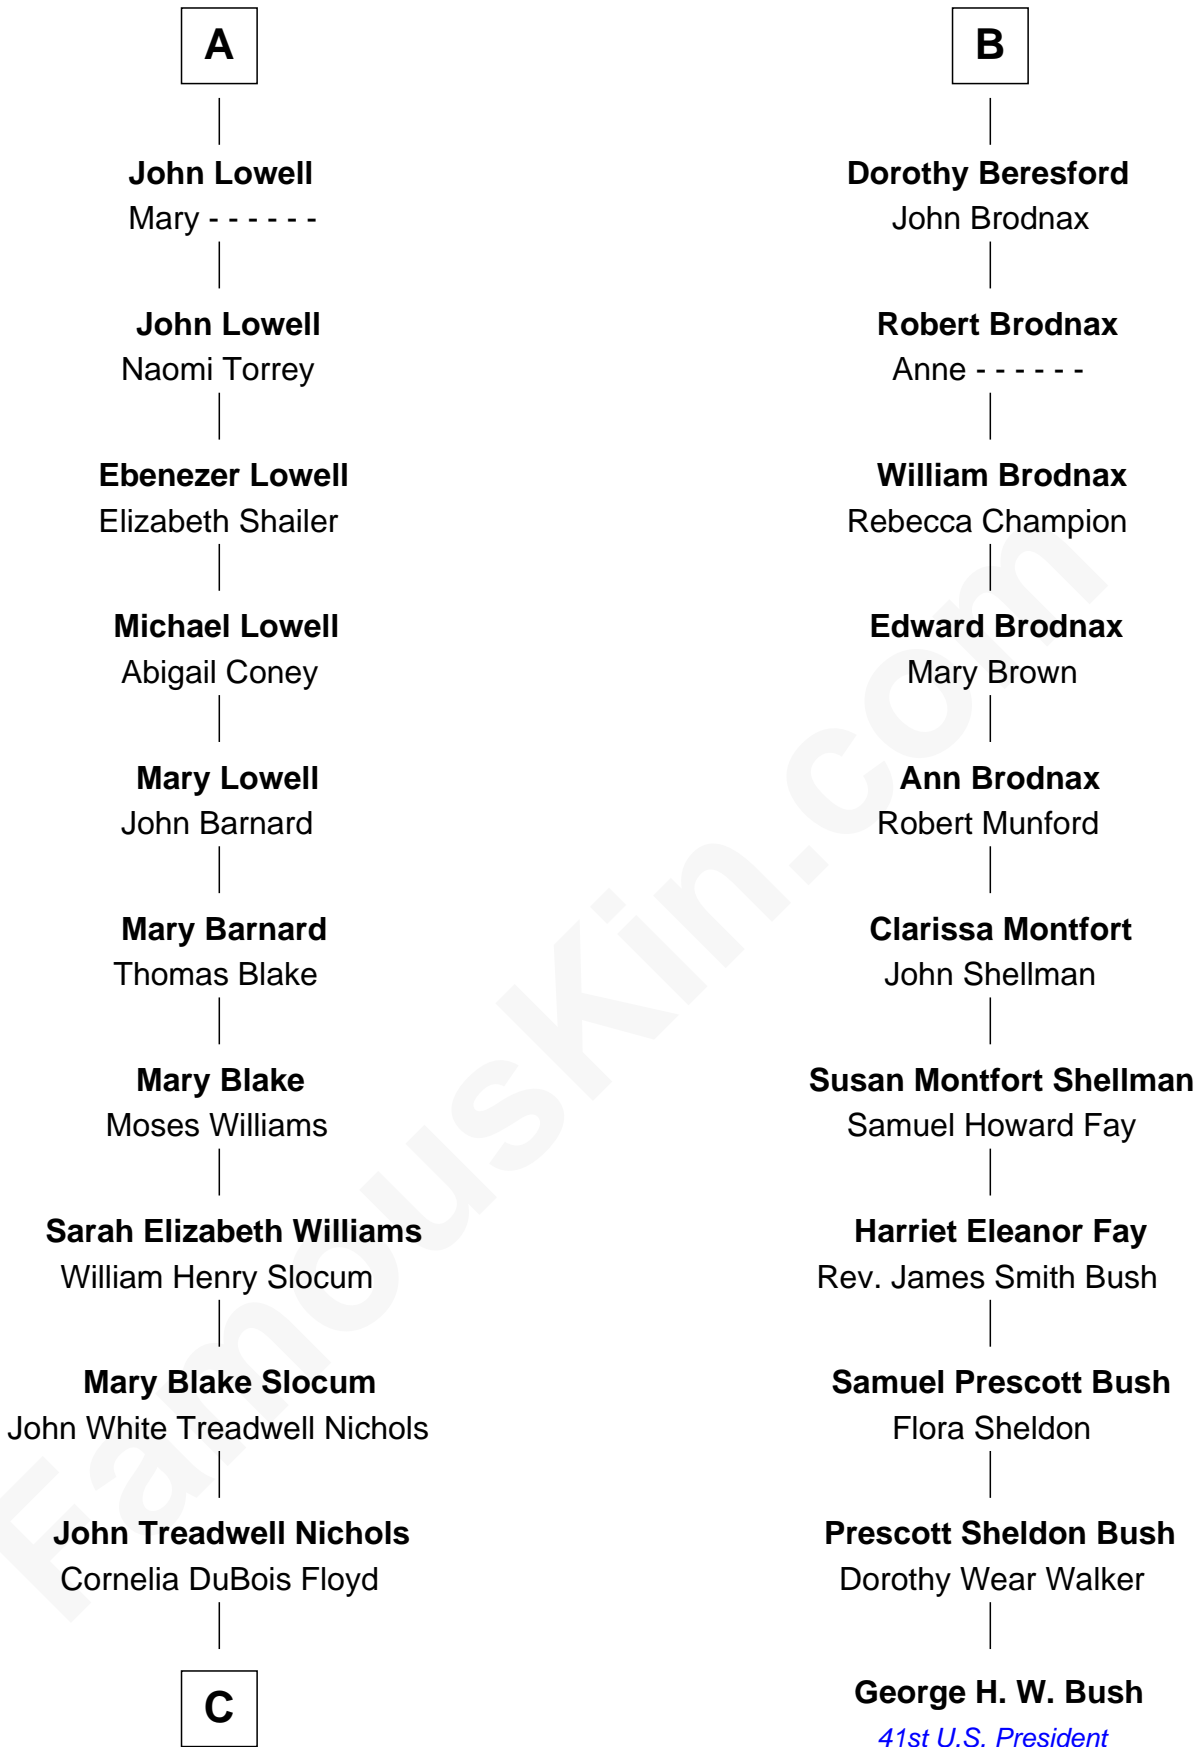 A
John Lowell
Mary - - - - - -
John Lowell
Naomi Torrey
Ebenezer Lowell
Elizabeth Shailer
Michael Lowell
Abigail Coney
Mary Lowell
John Barnard
Mary Barnard
Thomas Blake
Mary Blake
Moses Williams
Sarah Elizabeth Williams
William Henry Slocum
Mary Blake Slocum
John White Treadwell Nichols
John Treadwell Nichols
Cornelia DuBois Floyd
C
B
Dorothy Beresford
John Brodnax
Robert Brodnax
Anne - - - - - -
William Brodnax
Rebecca Champion
Edward Brodnax
Mary Brown
Ann Brodnax
Robert Munford
Clarissa Montfort
John Shellman
Susan Montfort Shellman
Samuel Howard Fay
Harriet Eleanor Fay
Rev. James Smith Bush
Samuel Prescott Bush
Flora Sheldon
Prescott Sheldon Bush
Dorothy Wear Walker
George H. W. Bush
41st U.S. President
FamousKin.com